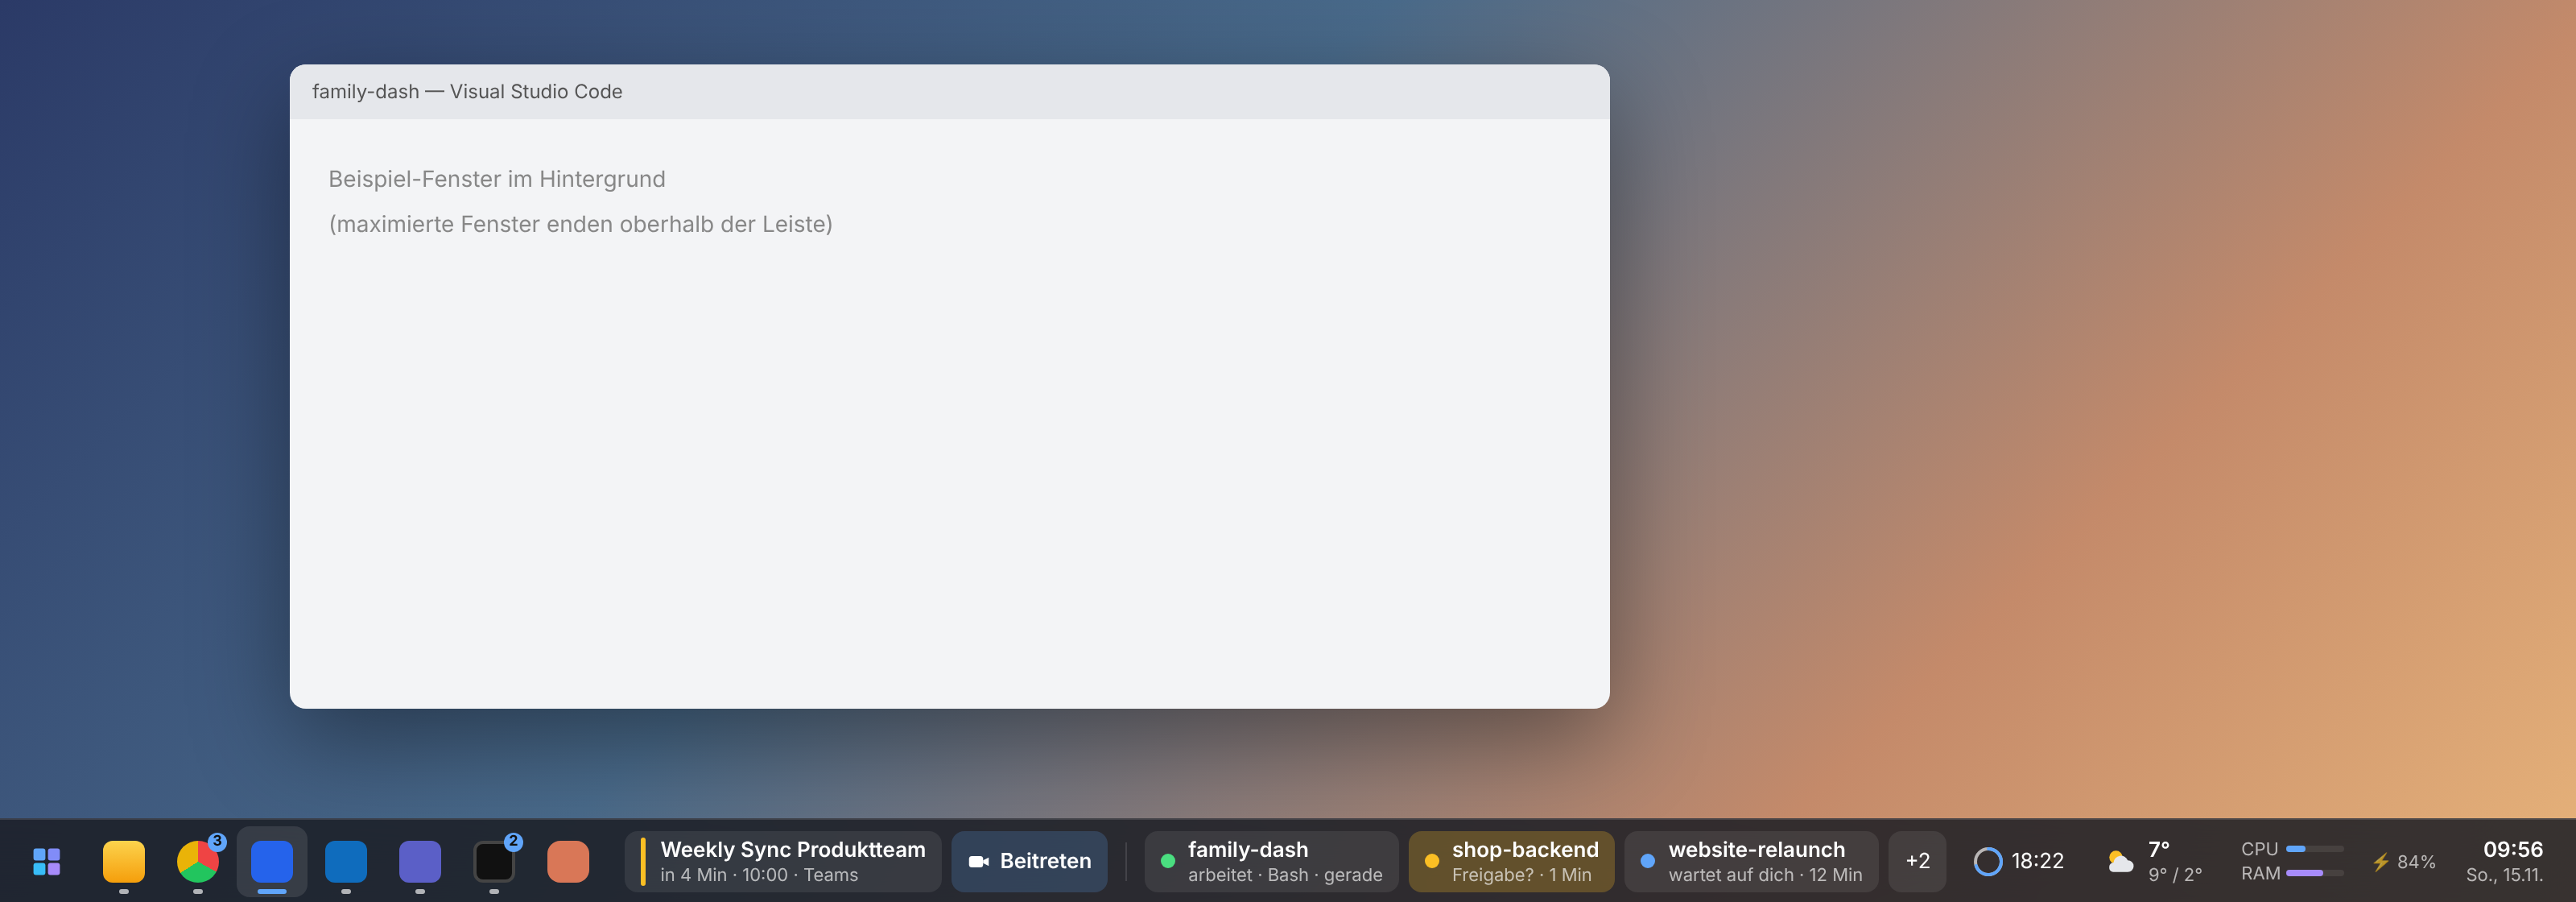 family-dash — Visual Studio Code
Beispiel-Fenster im Hintergrund
(maximierte Fenster enden oberhalb der Leiste)
3
2
Weekly Sync Produktteam
in 4 Min · 10:00 · Teams
Beitreten
family-dash
arbeitet · Bash · gerade
shop-backend
Freigabe? · 1 Min
website-relaunch
wartet auf dich · 12 Min
+2
18:22
7°
9° / 2°
CPU
RAM
84%
09:56
So., 15.11.